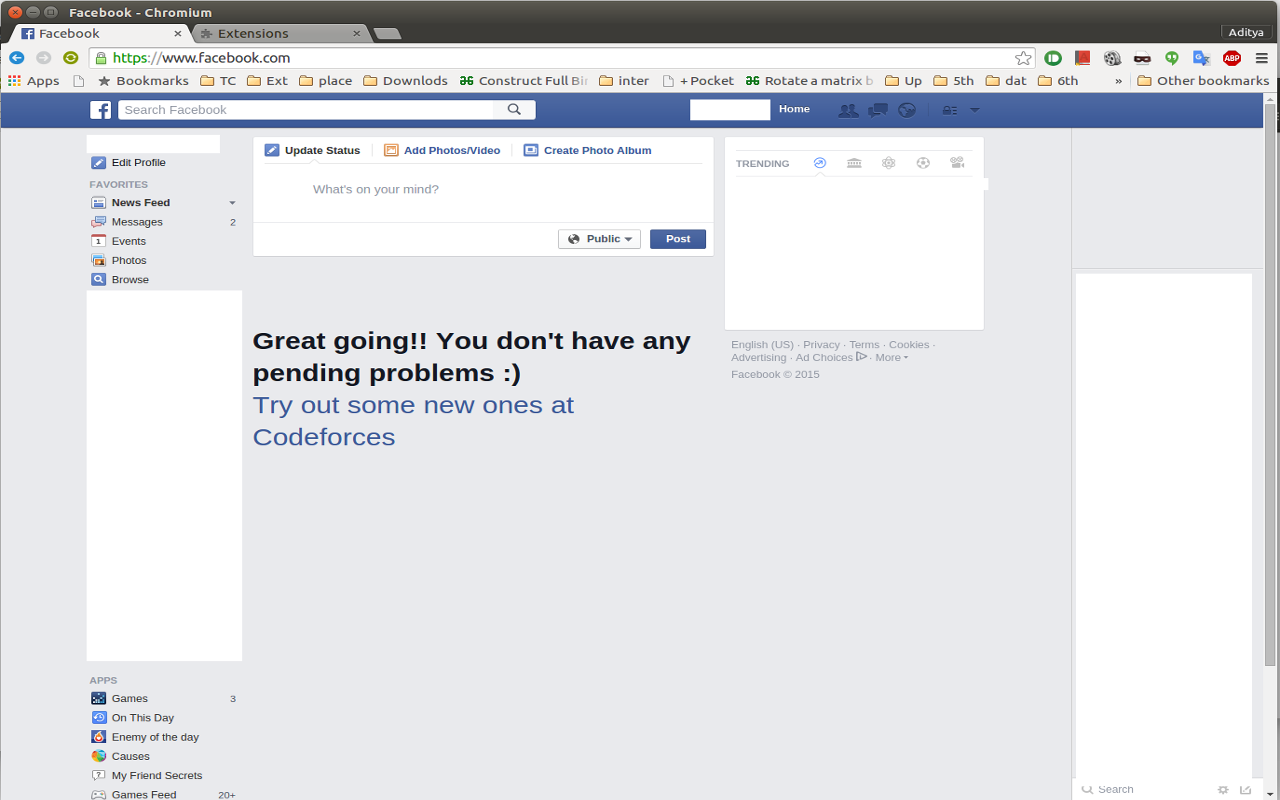 Facebook - Chromium
Facebook
Extensions
Aditya
https://www.facebook.com
ABP
Apps
Bookmarks
TC
Ext
place
Downlods
Construct Full Bin
inter
+Pocket
Rotate a matrix b
Up
5th
dat
6th
»
Other bookmarks
Search Facebook
Home
Edit Profile
FAVORITES
News Feed
Messages 2
Events
Photos
Browse
APPS
Games 3
On This Day
Enemy of the day
Causes
My Friend Secrets
Games Feed 20+
Update Status
Add Photos/Video
Create Photo Album
What's on your mind?
Public
Post
Great going!! You don't have any
pending problems :)
Try out some new ones at
Codeforces
TRENDING
English (US) · Privacy · Terms · Cookies ·
Advertising · Ad Choices · More
Facebook © 2015
Search